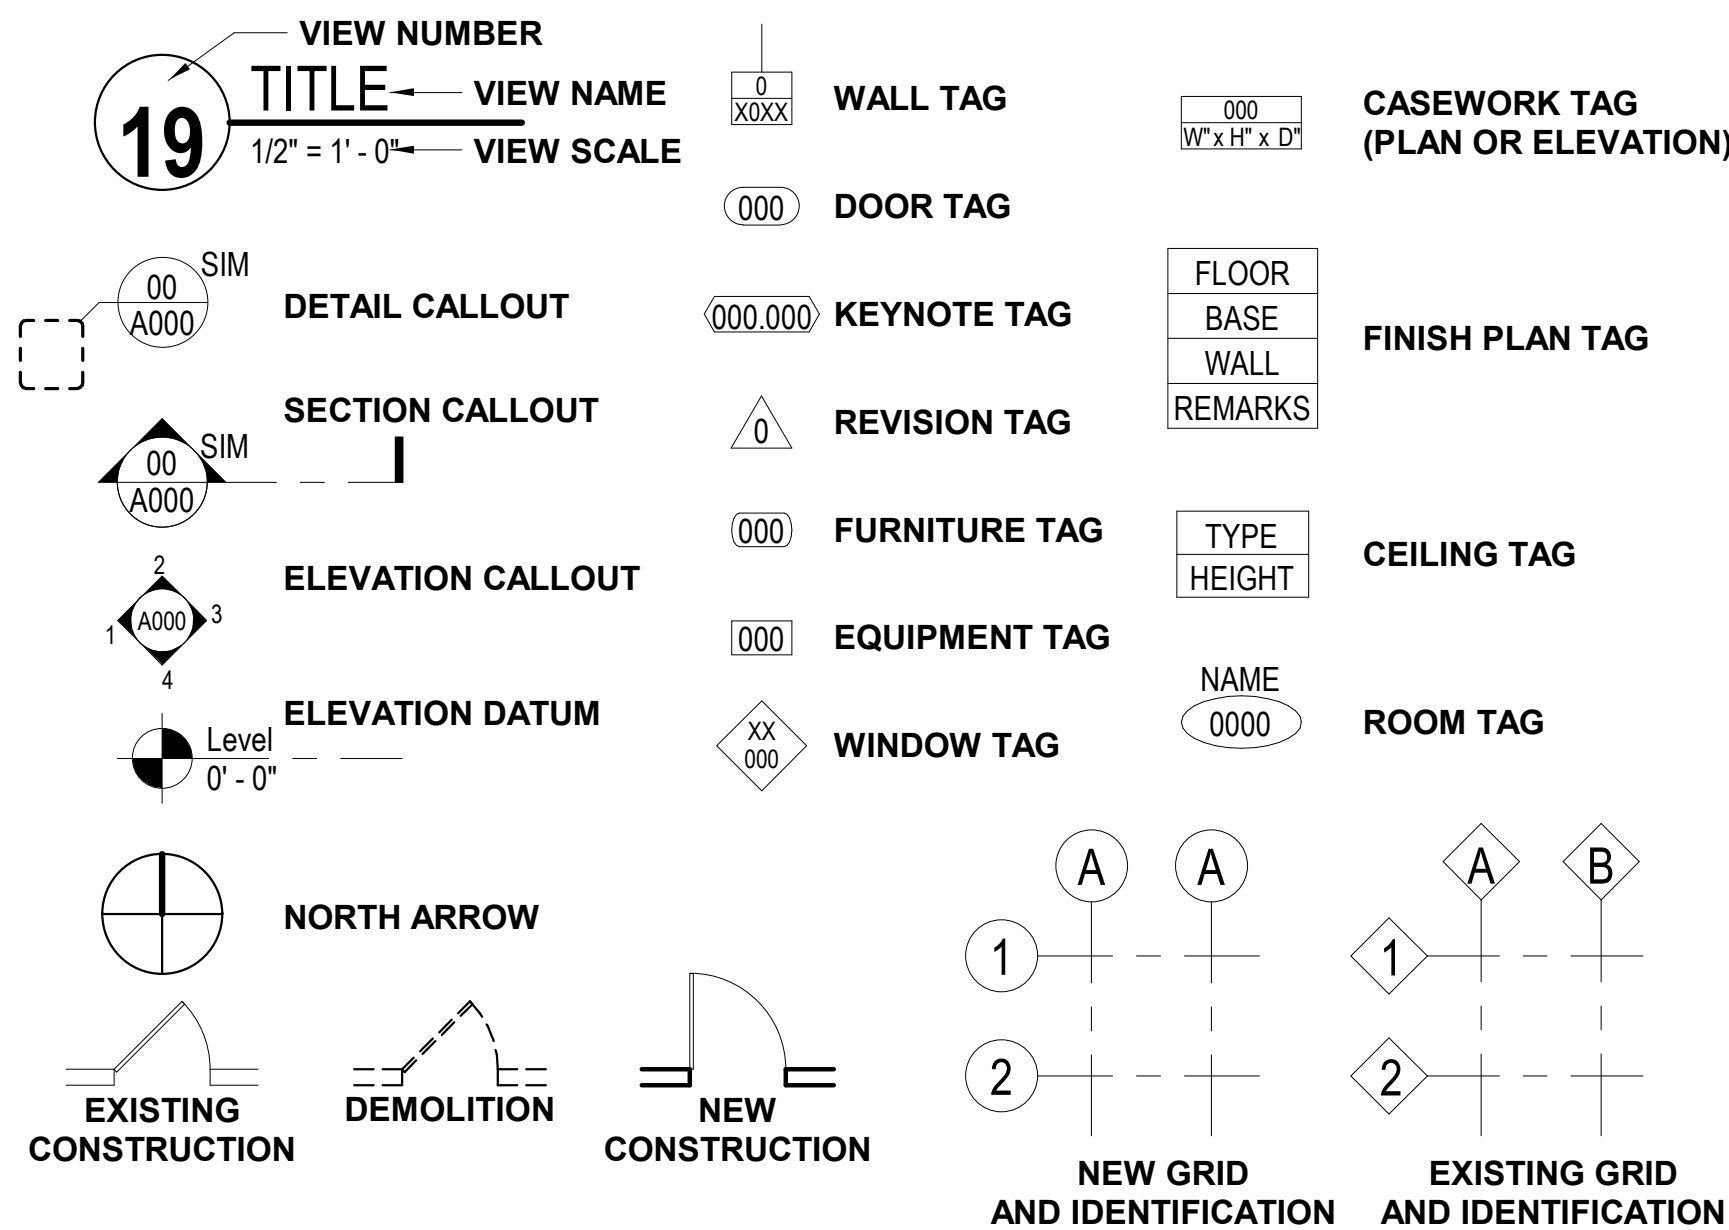 VIEW NUMBER
19
TITLE
VIEW NAME
1/2" = 1' - 0"
VIEW SCALE
00
A000
SIM
DETAIL CALLOUT
SECTION CALLOUT
00
A000
SIM
ELEVATION CALLOUT
2
1
A000
3
4
ELEVATION DATUM
Level
0' - 0"
NORTH ARROW
EXISTING
CONSTRUCTION
DEMOLITION
NEW
CONSTRUCTION
0
X0XX
WALL TAG
000
DOOR TAG
000.000
KEYNOTE TAG
0
REVISION TAG
000
FURNITURE TAG
000
EQUIPMENT TAG
XX
000
WINDOW TAG
000
W" x H" x D"
CASEWORK TAG
(PLAN OR ELEVATION)
FLOOR
BASE
WALL
REMARKS
FINISH PLAN TAG
TYPE
HEIGHT
CEILING TAG
NAME
0000
ROOM TAG
A A
1
2
NEW GRID
AND IDENTIFICATION
A B
1
2
EXISTING GRID
AND IDENTIFICATION